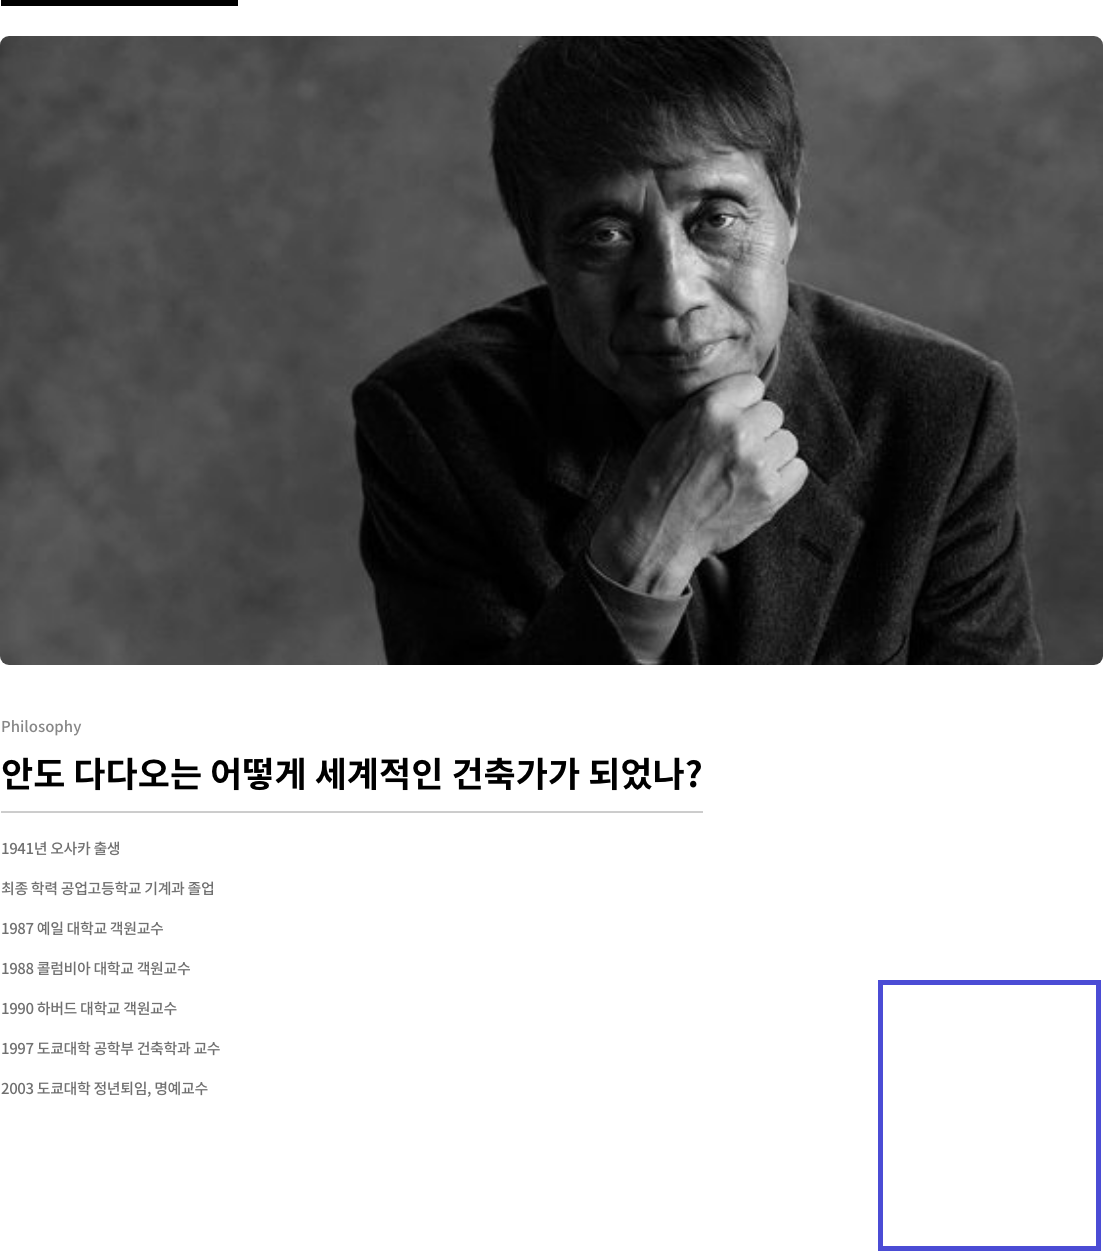 Philosophy
안도 다다오는 어떻게 세계적인 건축가가 되었나?
1941년 오사카 출생
최종 학력 공업고등학교 기계과 졸업
1987 예일 대학교 객원교수
1988 콜럼비아 대학교 객원교수
1990 하버드 대학교 객원교수
1997 도쿄대학 공학부 건축학과 교수
2003 도쿄대학 정년퇴임, 명예교수